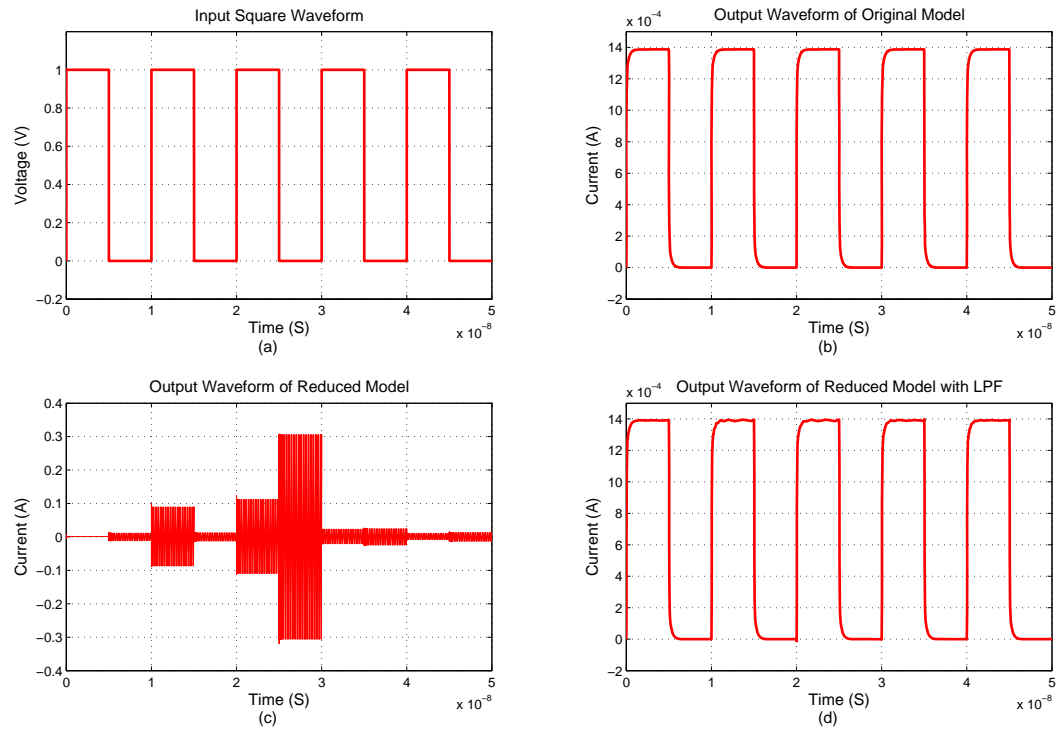 Input Square Waveform
1
0.8
0.6
0.4
0.2
0
−0.2
Voltage (V)
0 1 2 3 4 5
x 10−8
Time (S)
(a)
Output Waveform of Original Model
x 10−4
14
12
10
8
6
4
2
0
−2
Current (A)
0 1 2 3 4 5
x 10−8
Time (S)
(b)
Output Waveform of Reduced Model
0.4
0.3
0.2
0.1
0
−0.1
−0.2
−0.3
−0.4
Current (A)
0 1 2 3 4 5
x 10−8
Time (S)
(c)
Output Waveform of Reduced Model with LPF
x 10−4
14
12
10
8
6
4
2
0
−2
Current (A)
0 1 2 3 4 5
x 10−8
Time (S)
(d)